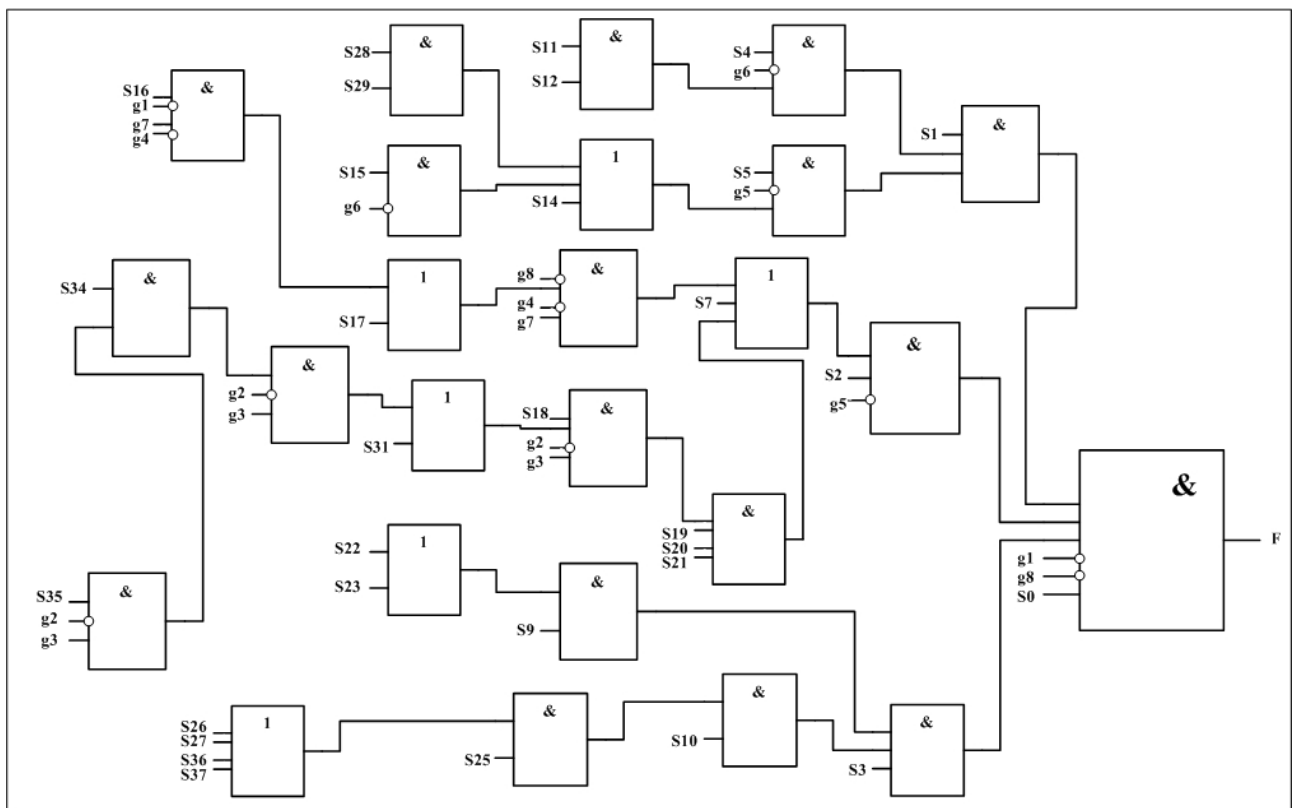 &
S28
S29
&
S11
S12
&
S4
g6
&
S16
g1
g7
g4
&
S1
&
S15
g6
1
S14
&
S5
g5
&
S34
1
S17
&
g8
g4
g7
1
S7
&
S2
g5
&
g2
g3
1
S31
&
S18
g2
g3
&
S19
S20
S21
&
g1
g8
S0
F
1
S22
S23
&
S9
&
S35
g2
g3
1
S26
S27
S36
S37
&
S25
&
S10
&
S3